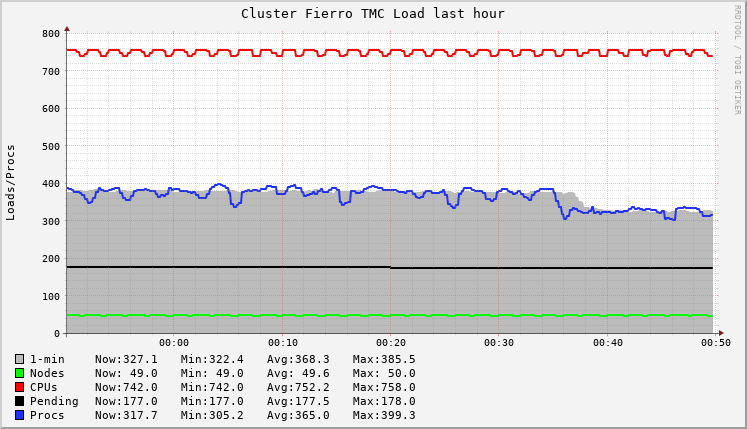 Cluster Fierro TMC Load last hour
RRDTOOL / TOBI OETIKER
Loads/Procs
800
700
600
500
400
300
200
100
0
00:00 00:10 00:20 00:30 00:40 00:50
1-min Now:327.1 Min:322.4 Avg:368.3 Max:385.5
Nodes Now: 49.0 Min: 49.0 Avg: 49.6 Max: 50.0
CPUs Now:742.0 Min:742.0 Avg:752.2 Max:758.0
Pending Now:177.0 Min:177.0 Avg:177.5 Max:178.0
Procs Now:317.7 Min:305.2 Avg:365.0 Max:399.3